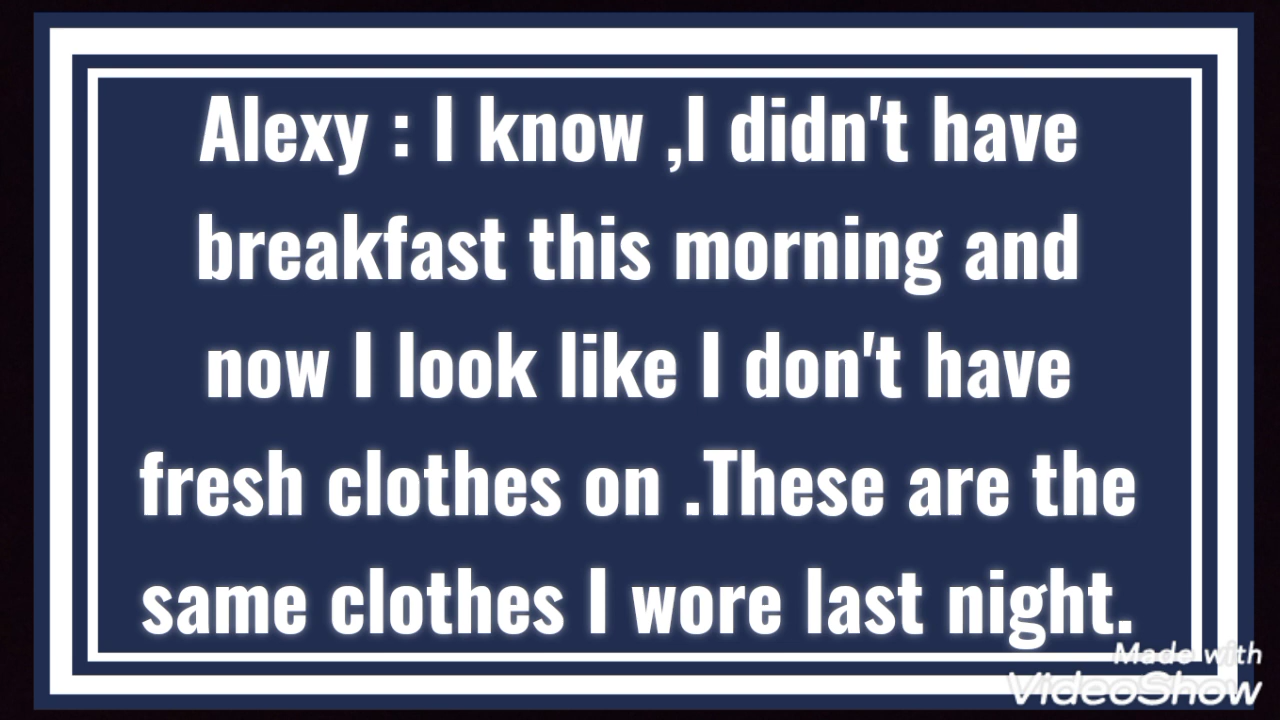 Alexy : I know ,I didn't have
breakfast this morning and
now I look like I don't have
fresh clothes on .These are the
same clothes I wore last night.
Made with
VideoShow